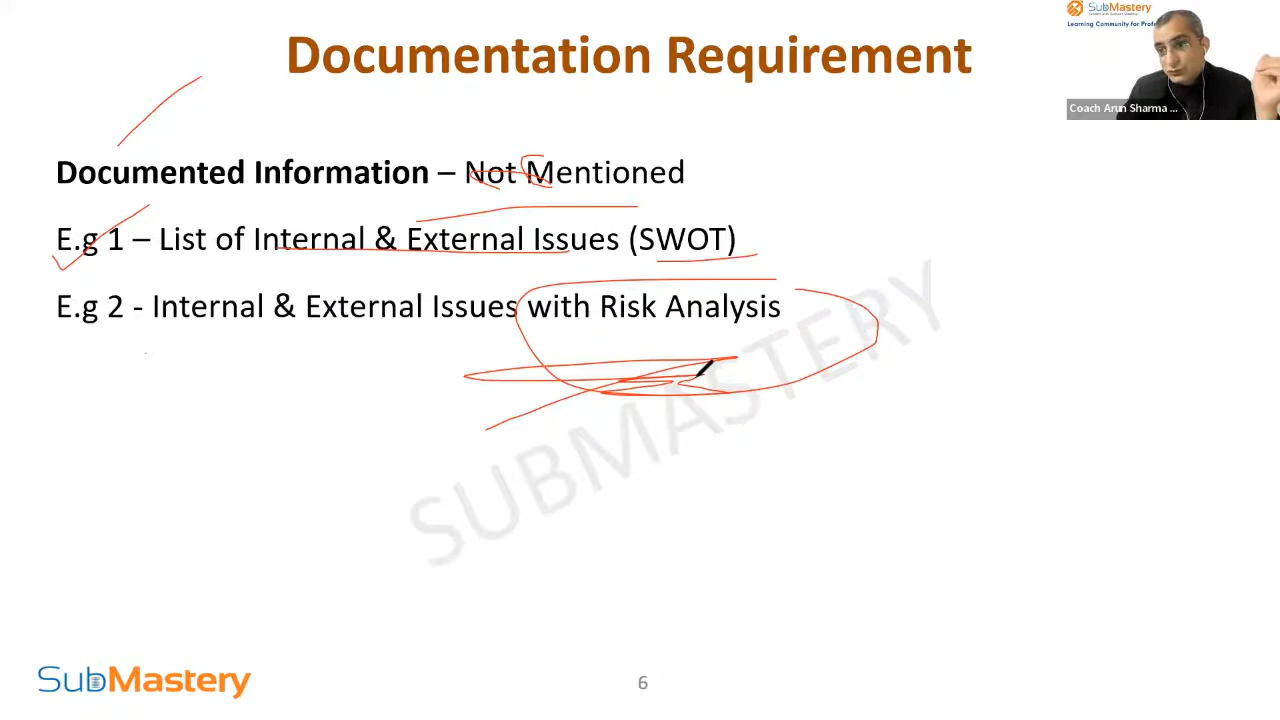 SubMastery
Learning Community for Profe
Documentation Requirement
Coach Arun Sharma ...
Documented Information – Not Mentioned
E.g 1 – List of Internal & External Issues (SWOT)
E.g 2 - Internal & External Issues with Risk Analysis
SUBMASTERY
SubMastery
6